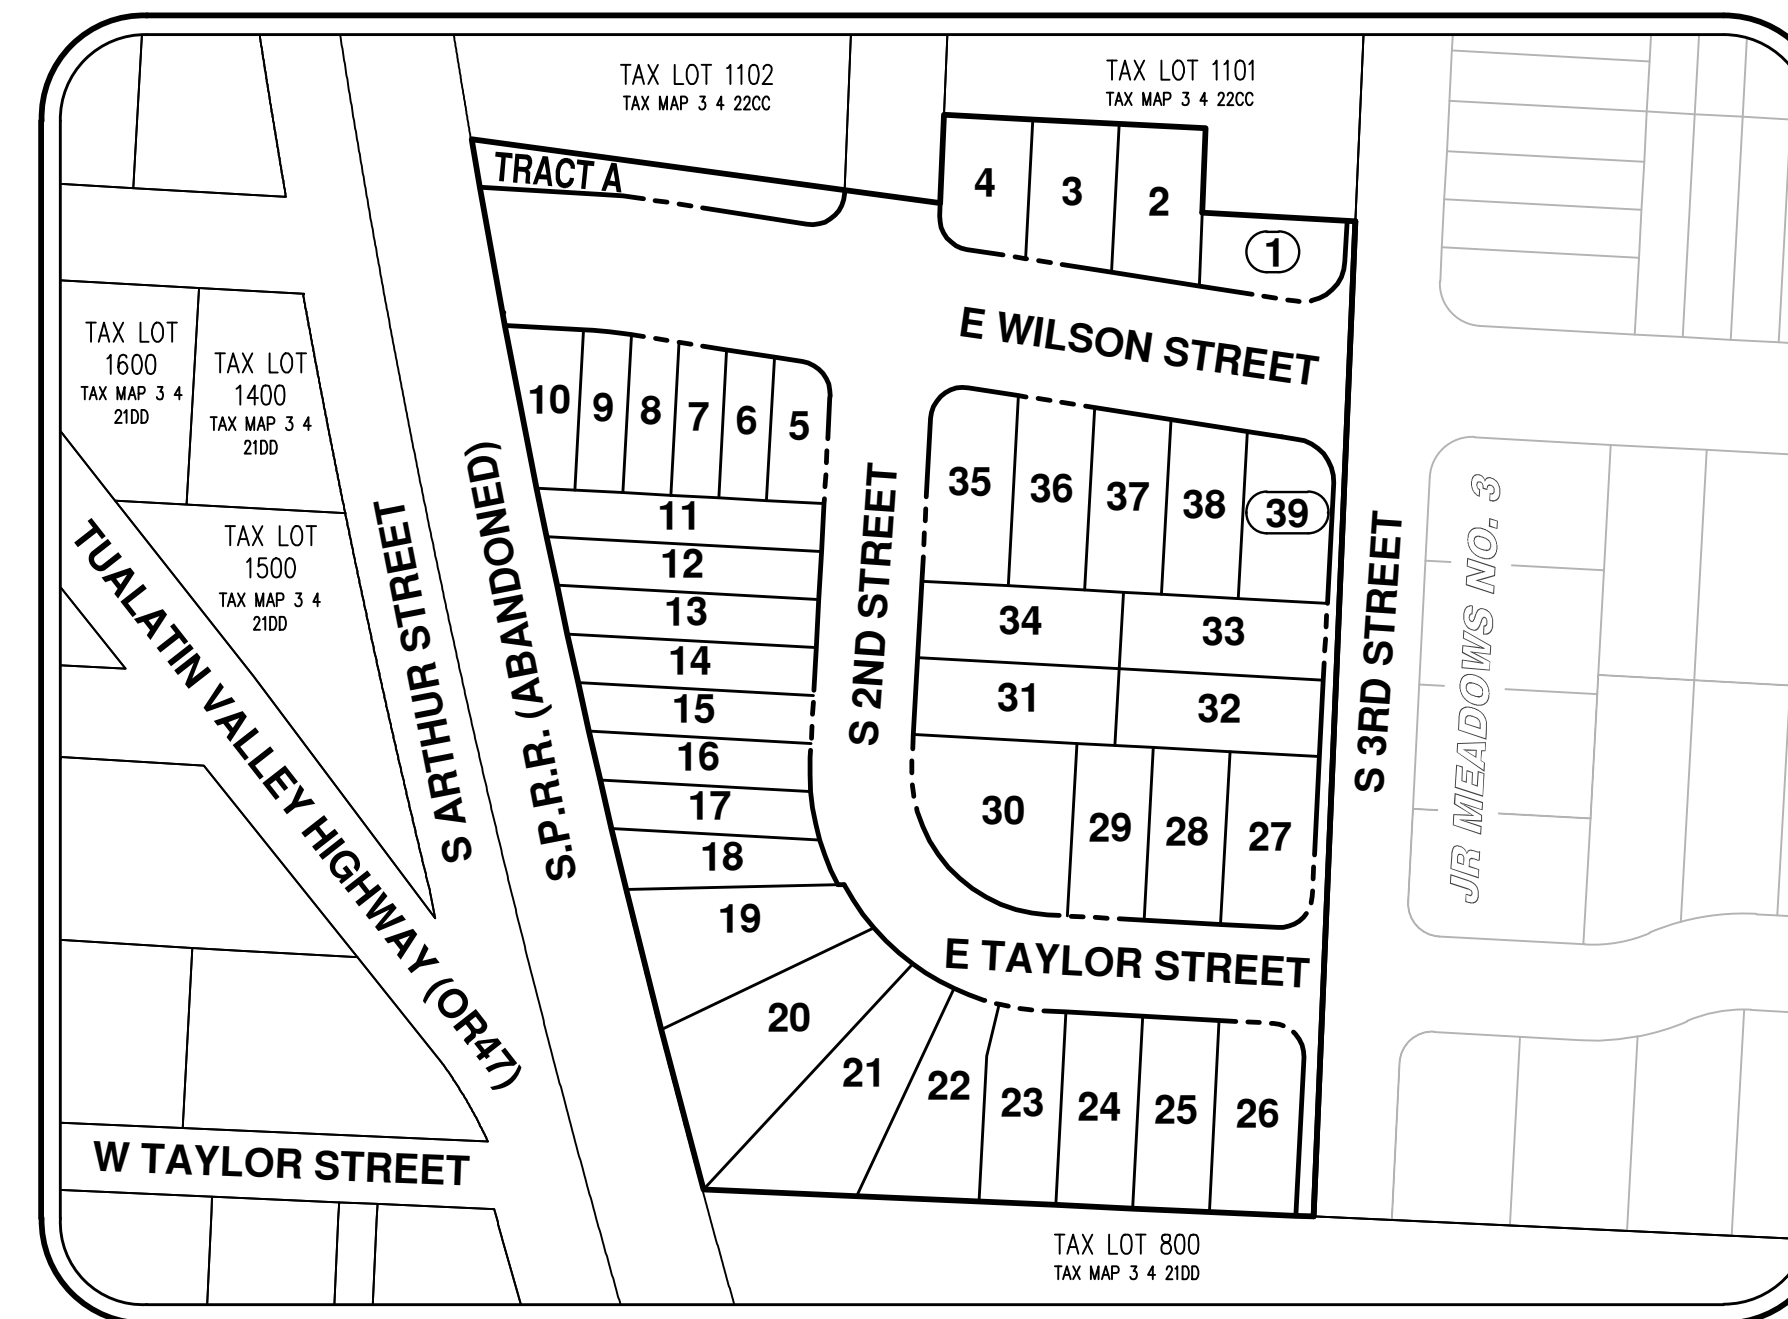 TAX LOT 1102
TAX MAP 3 4 22CC
TAX LOT 1101
TAX MAP 3 4 22CC
TRACT A
4
3
2
1
E WILSON STREET
TAX LOT
1600
TAX MAP 3 4
21DD
TAX LOT
1400
TAX MAP 3 4
21DD
TAX LOT
1500
TAX MAP 3 4
21DD
10
9
8
7
6
5
11
12
13
14
15
16
17
18
19
20
21
22
23
24
25
26
35
36
37
38
39
34
33
31
32
30
29
28
27
TUALATIN VALLEY HIGHWAY (OR47)
S ARTHUR STREET
S.P.R.R. (ABANDONED)
S 2ND STREET
S 3RD STREET
JR MEADOWS NO. 3
E TAYLOR STREET
W TAYLOR STREET
TAX LOT 800
TAX MAP 3 4 21DD